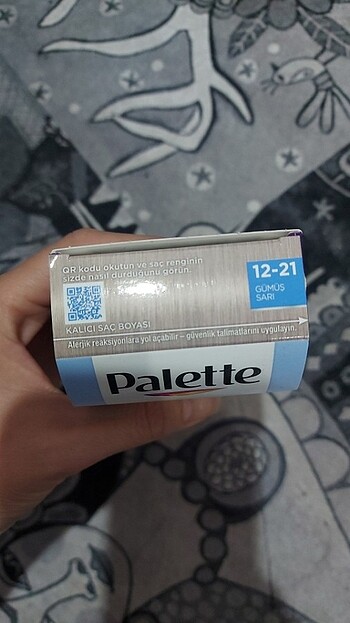 QR kodu okutun ve saç renginin
sizde nasıl durduğunu görün.
12-21
GÜMÜŞ
SARI
KALICI SAÇ BOYASI
Alerjik reaksiyonlara yol açabilir – güvenlik talimatlarını uygulayın.
Palette